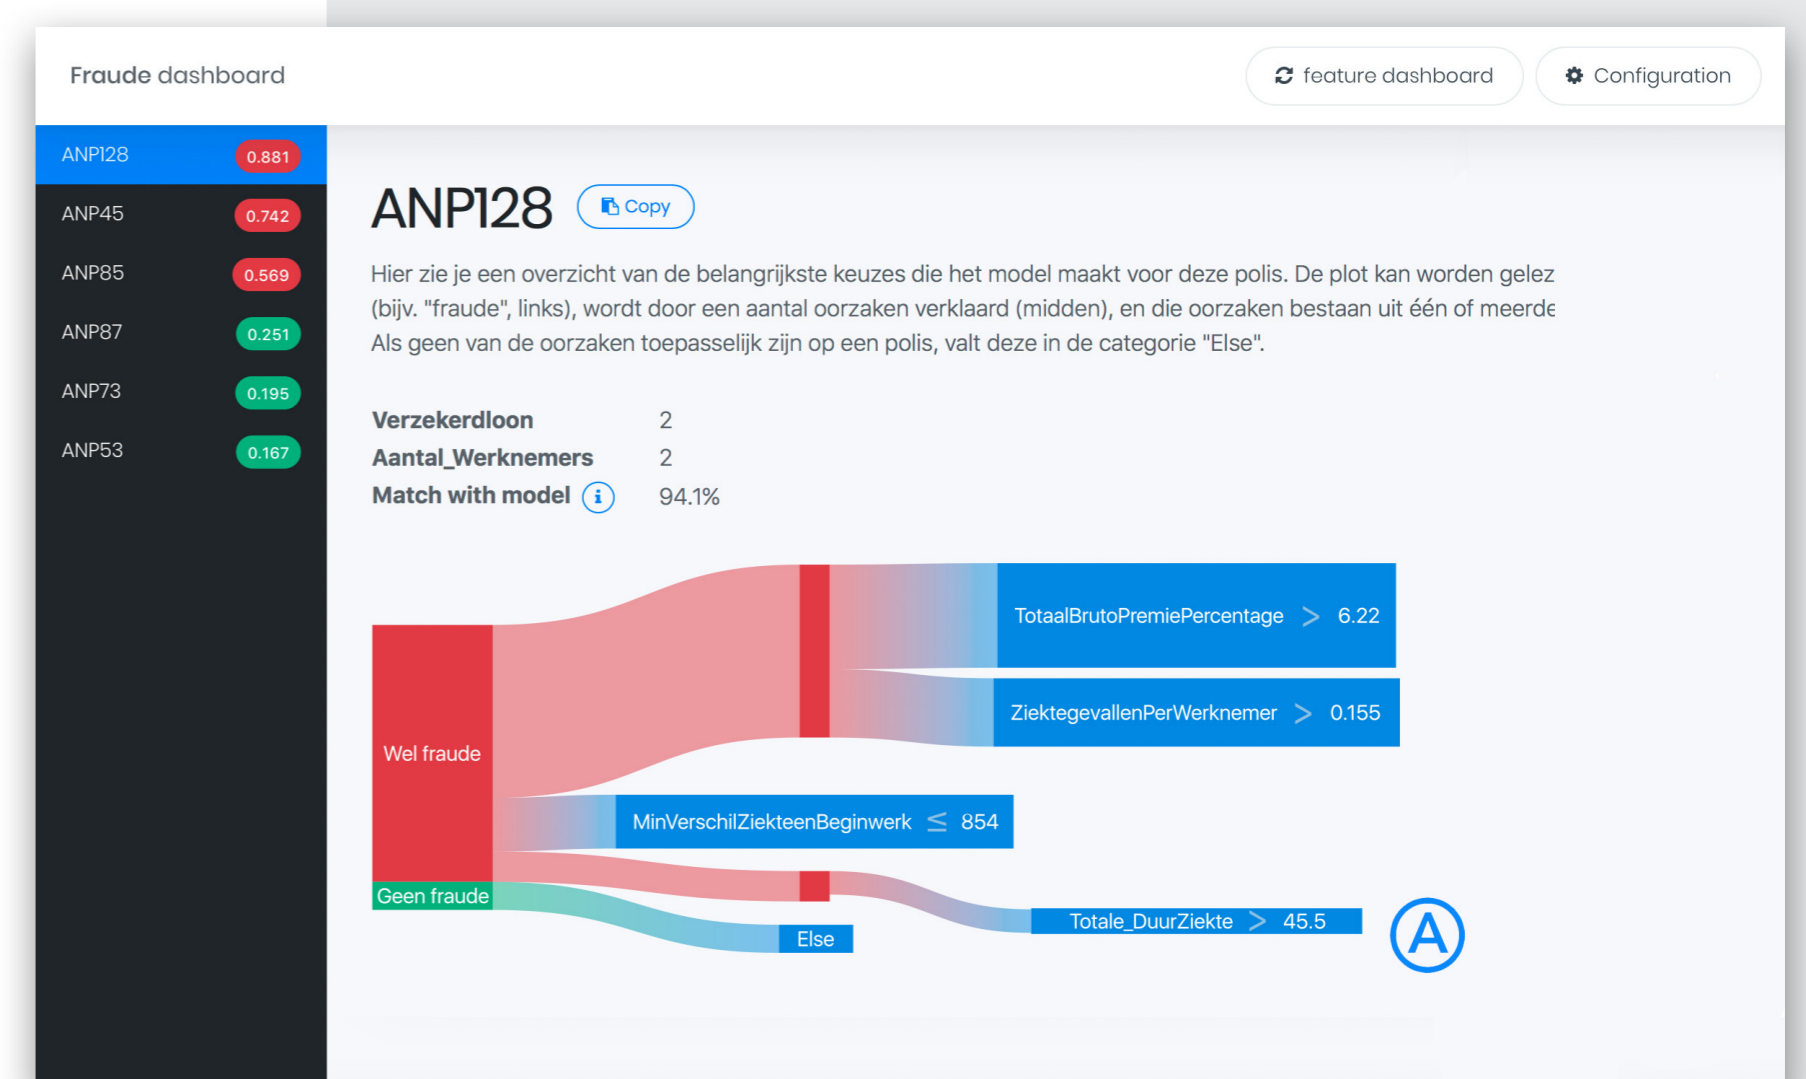 Fraude dashboard
feature dashboard
Configuration
ANP128 0.881
ANP45 0.742
ANP85 0.569
ANP87 0.251
ANP73 0.195
ANP53 0.167
ANP128
Copy
Hier zie je een overzicht van de belangrijkste keuzes die het model maakt voor deze polis. De plot kan worden gelez
(bijv. "fraude", links), wordt door een aantal oorzaken verklaard (midden), en die oorzaken bestaan uit één of meerde
Als geen van de oorzaken toepasselijk zijn op een polis, valt deze in de categorie "Else".
Verzekerdloon 2
Aantal_Werknemers 2
Match with model i 94.1%
TotaalBrutoPremiePercentage > 6.22
ZiektegevallenPerWerknemer > 0.155
Wel fraude
MinVerschilZiekteenBeginwerk ≤ 854
Geen fraude
Totale_DuurZiekte > 45.5
A
Else